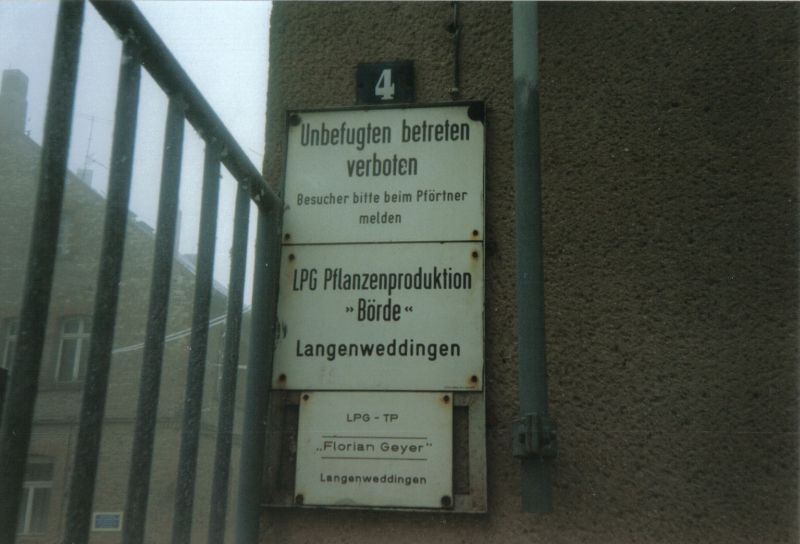 4
Unbefugten betreten
verboten
Besucher bitte beim Pförtner
melden
LPG Pflanzenproduktion
»Börde«
Langenweddingen
LPG - TP
„Florian Geyer"
Langenweddingen